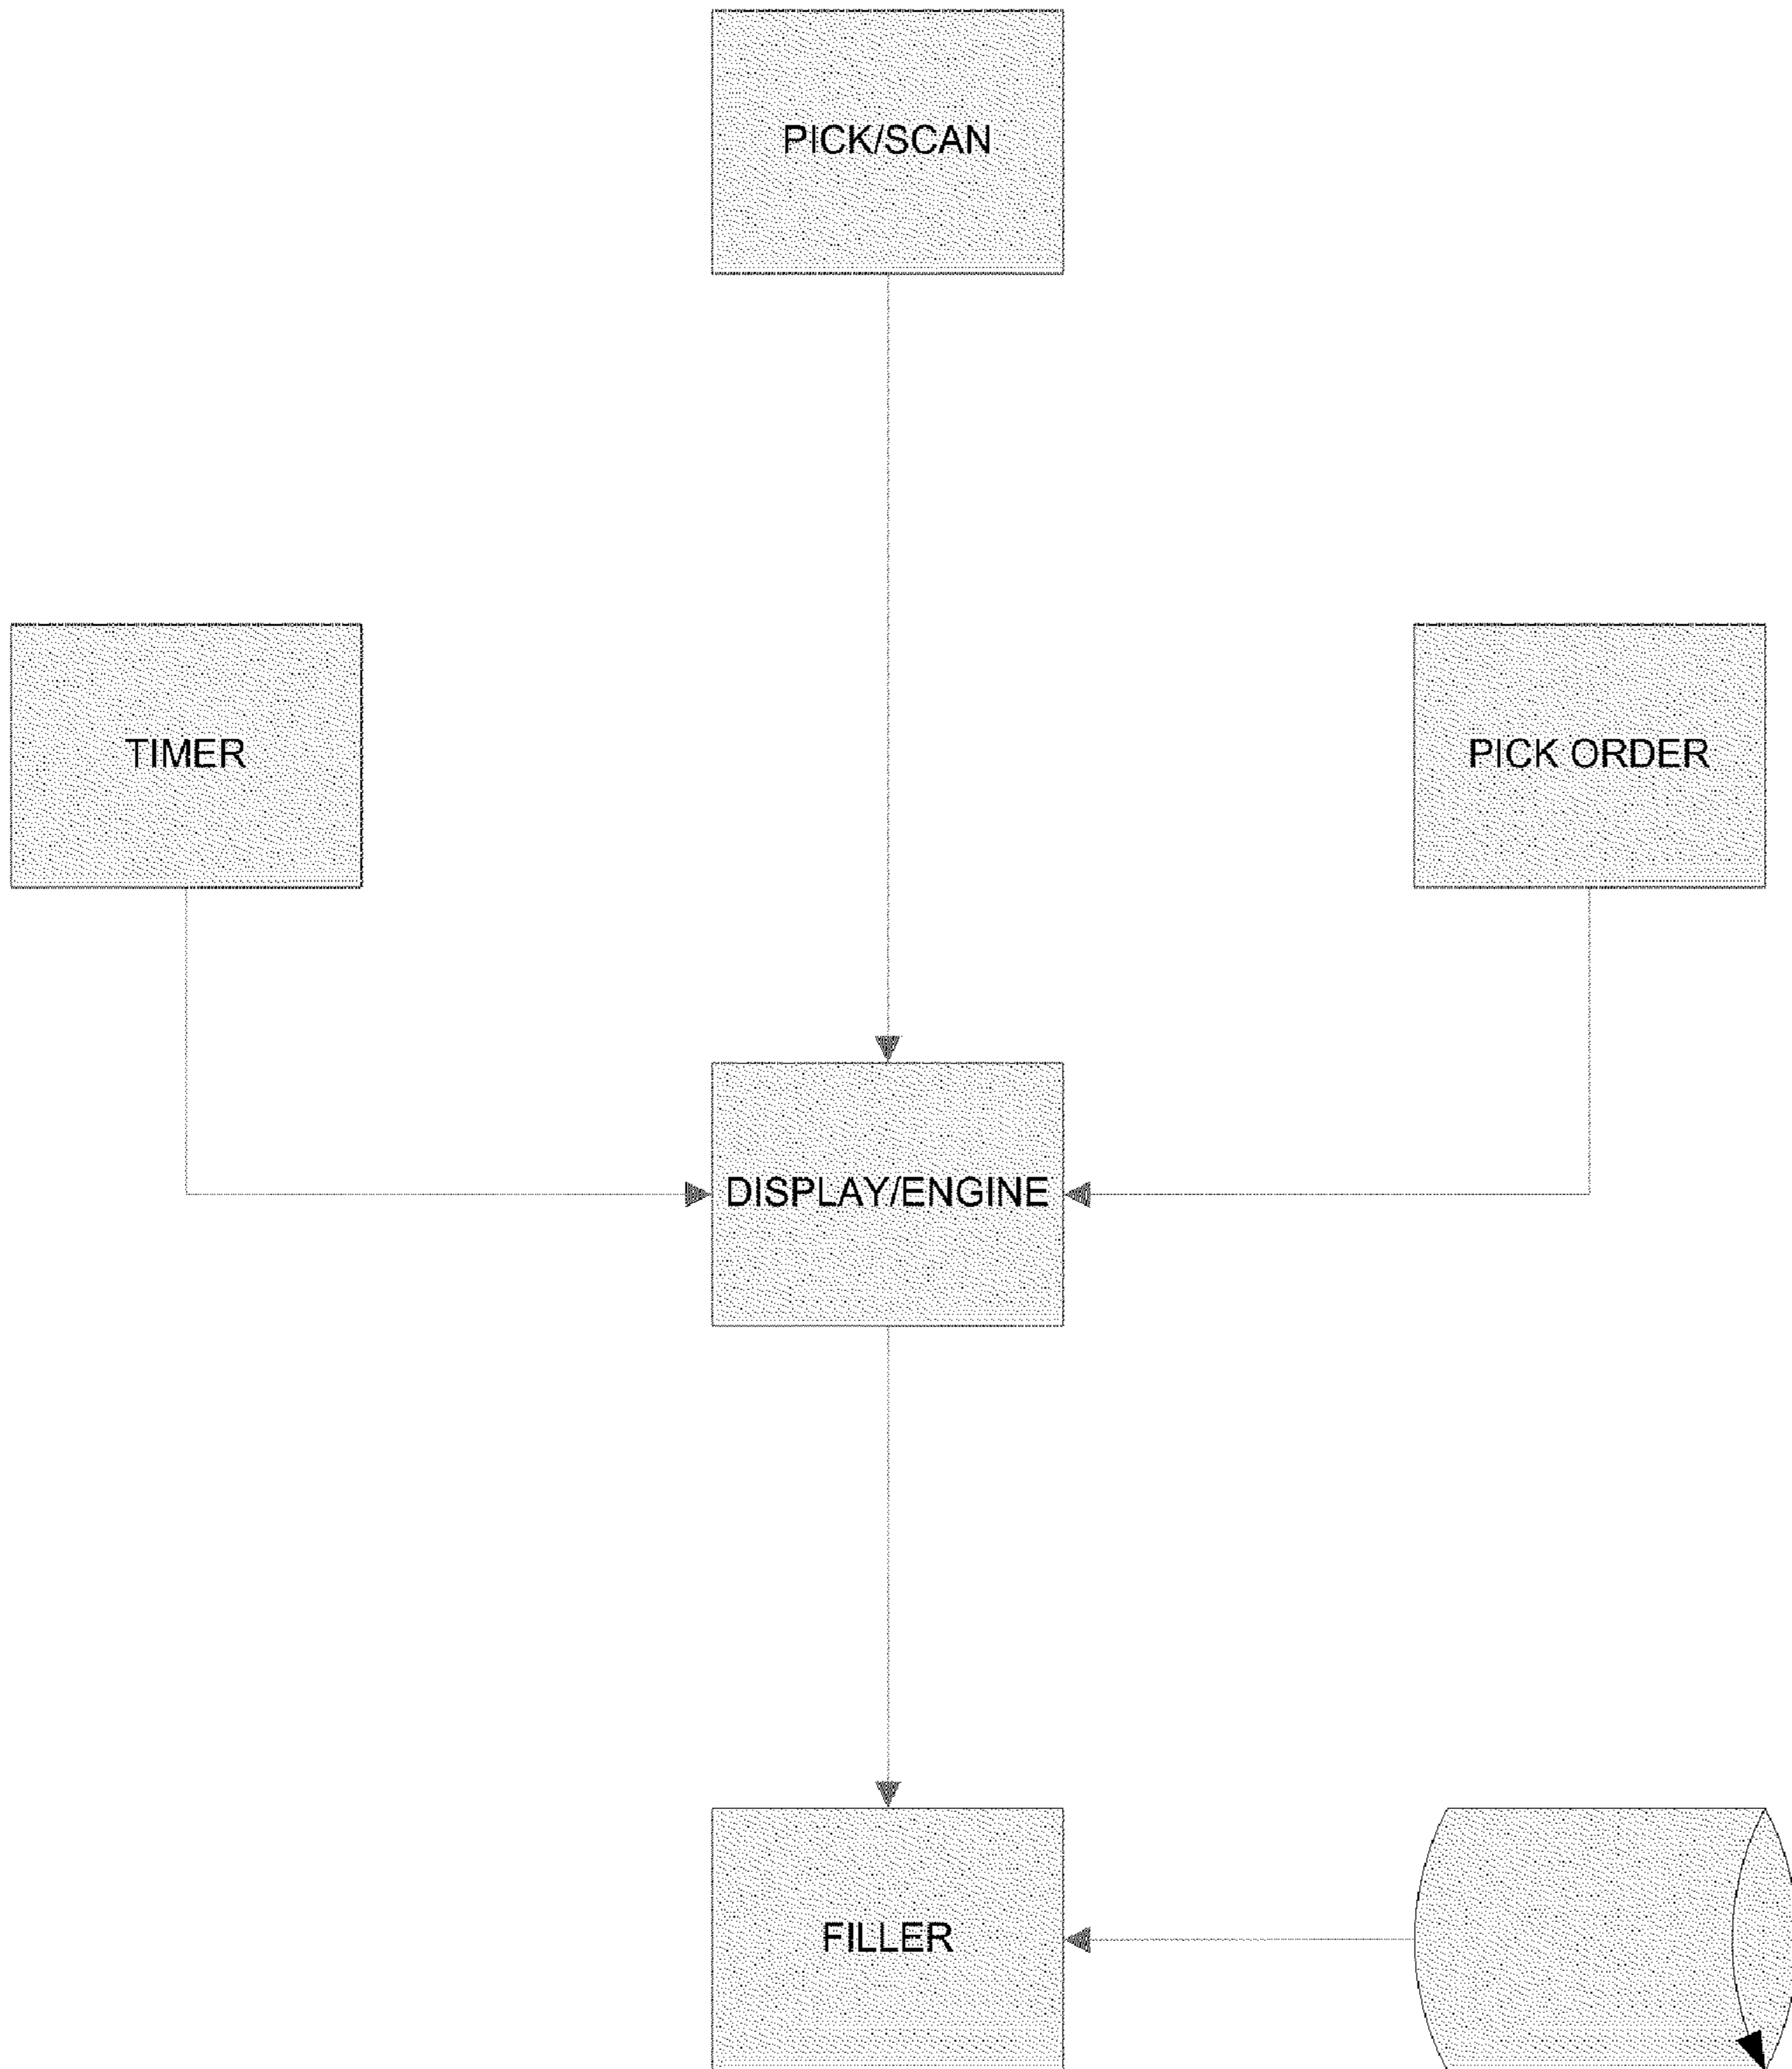 PICK/SCAN
TIMER
PICK ORDER
DISPLAY/ENGINE
FILLER